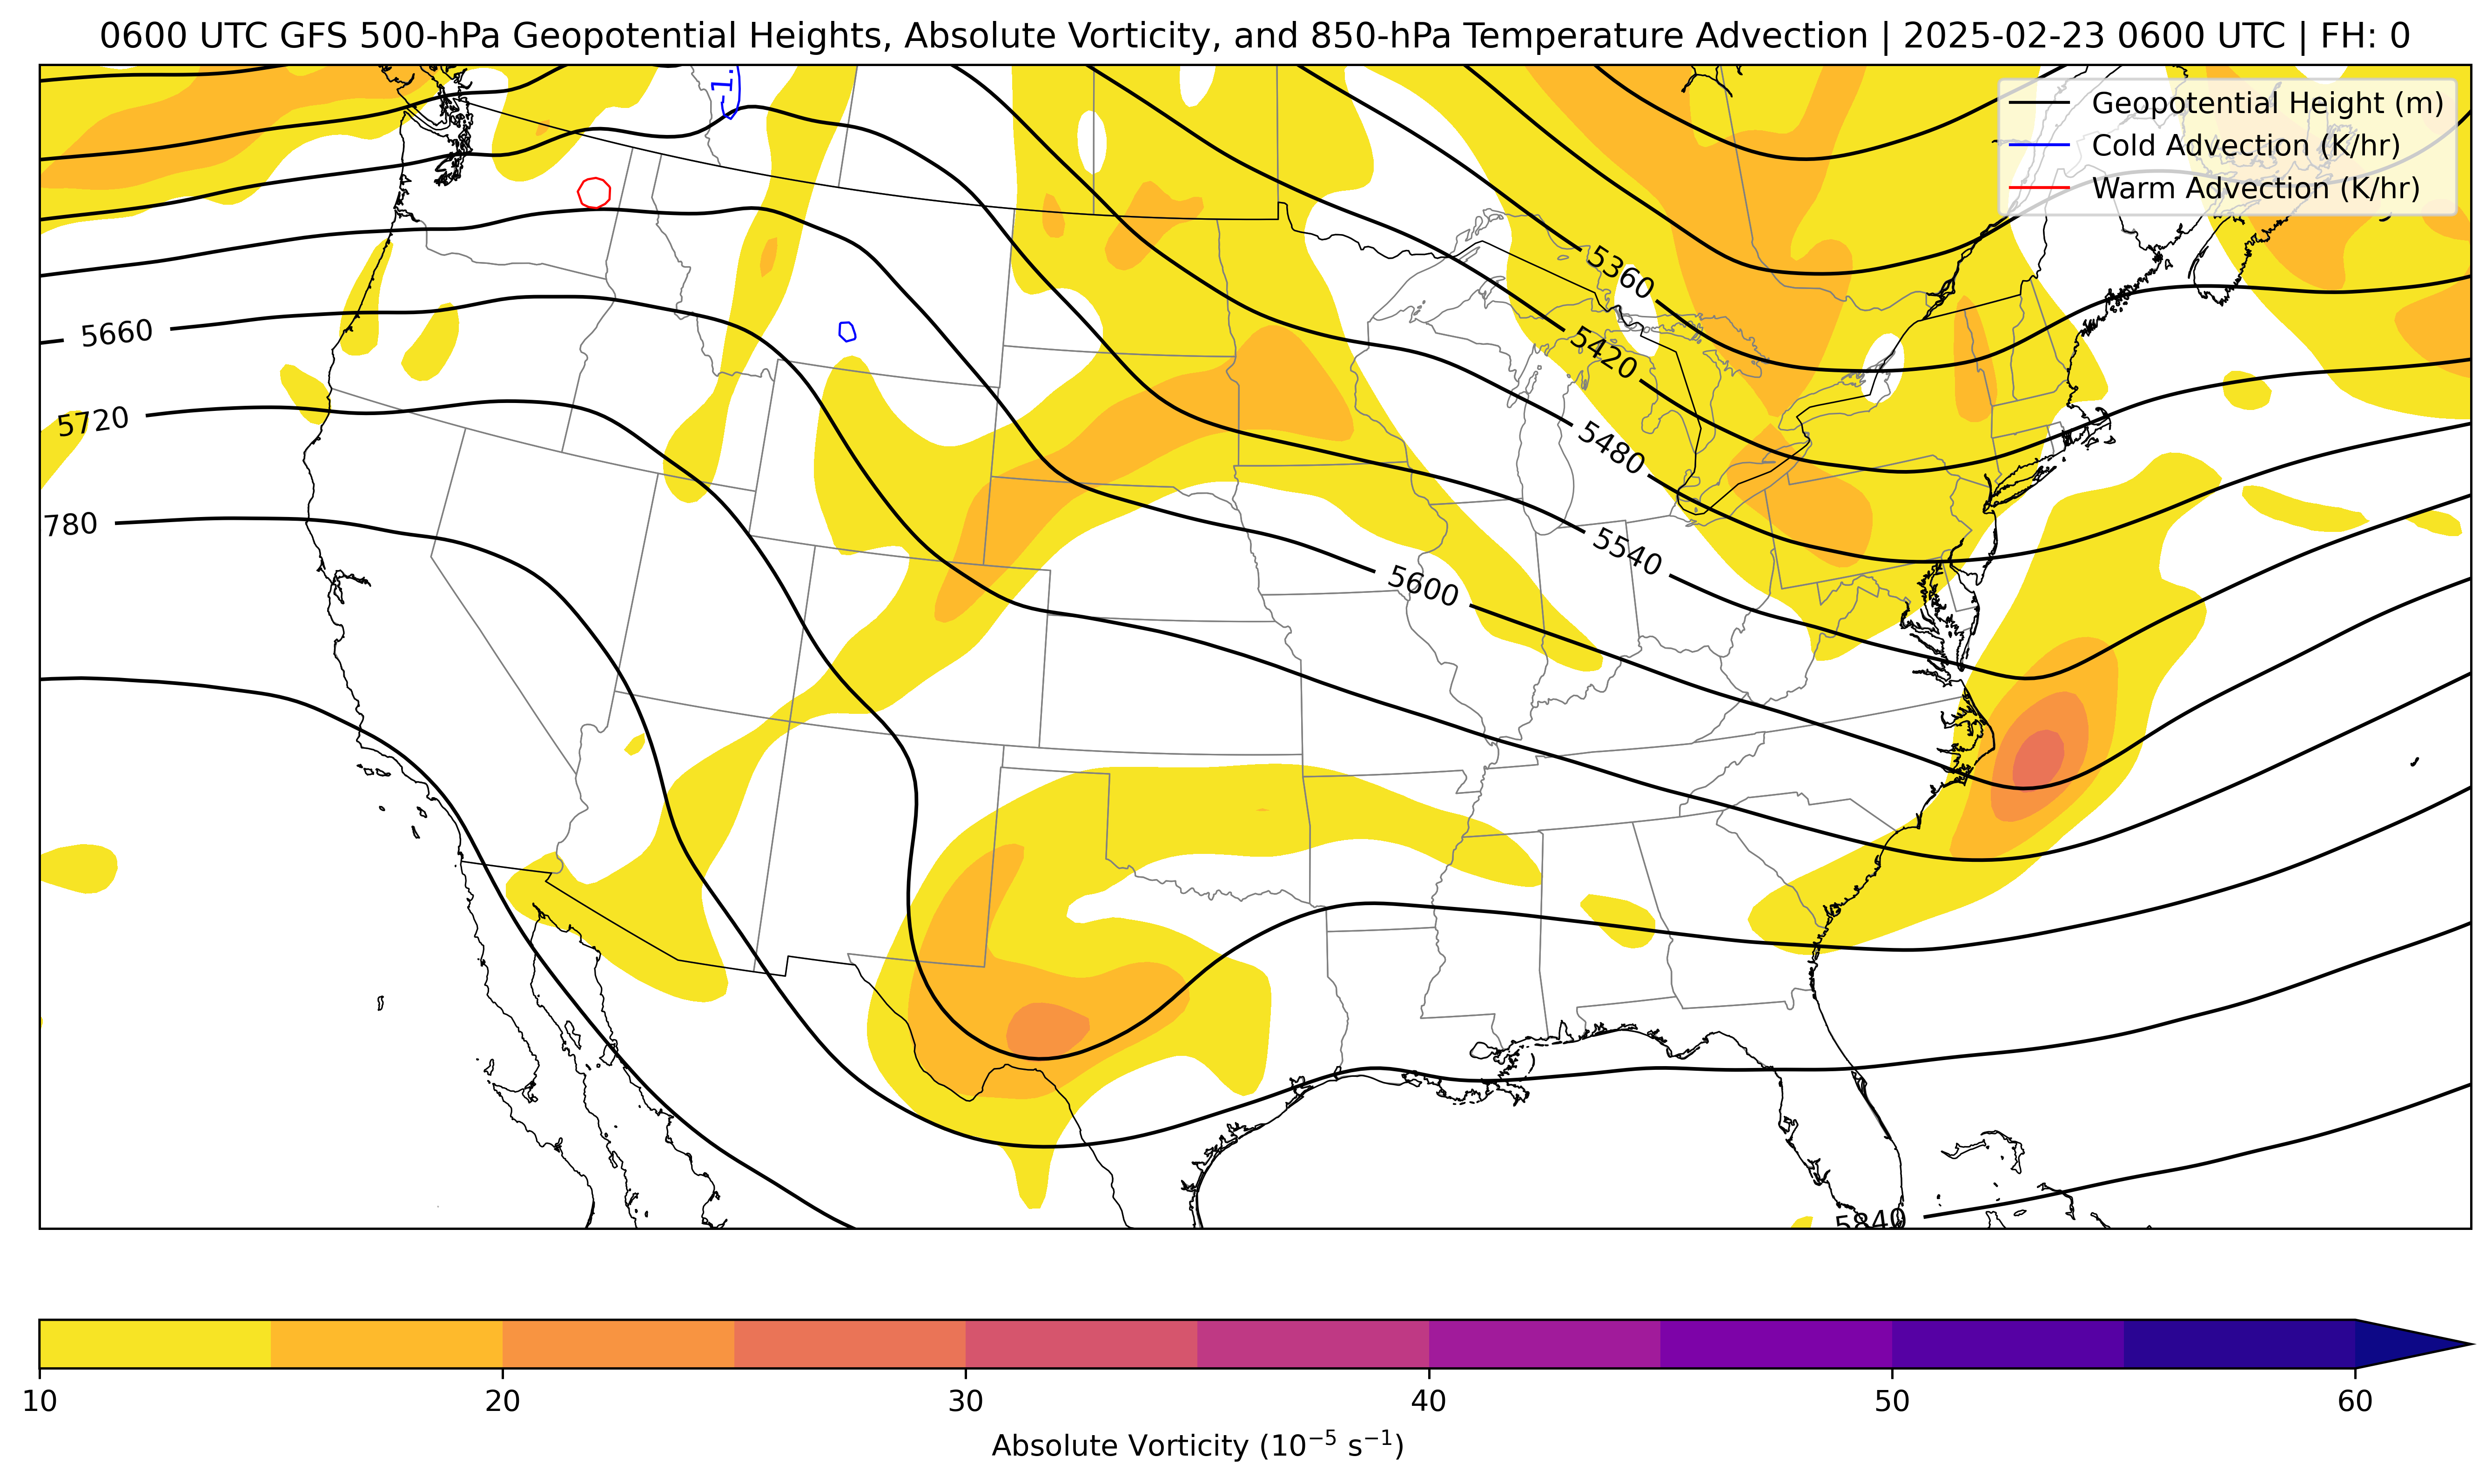 0600 UTC GFS 500-hPa Geopotential Heights, Absolute Vorticity, and 850-hPa Temperature Advection | 2025-02-23 0600 UTC | FH: 0
-1.
Geopotential Height (m)
Cold Advection (K/hr)
Warm Advection (K/hr)
5360
5660
5420
5720
5480
780
5540
5600
5840
10 20 30 40 50 60
Absolute Vorticity (10⁻⁵ s⁻¹)